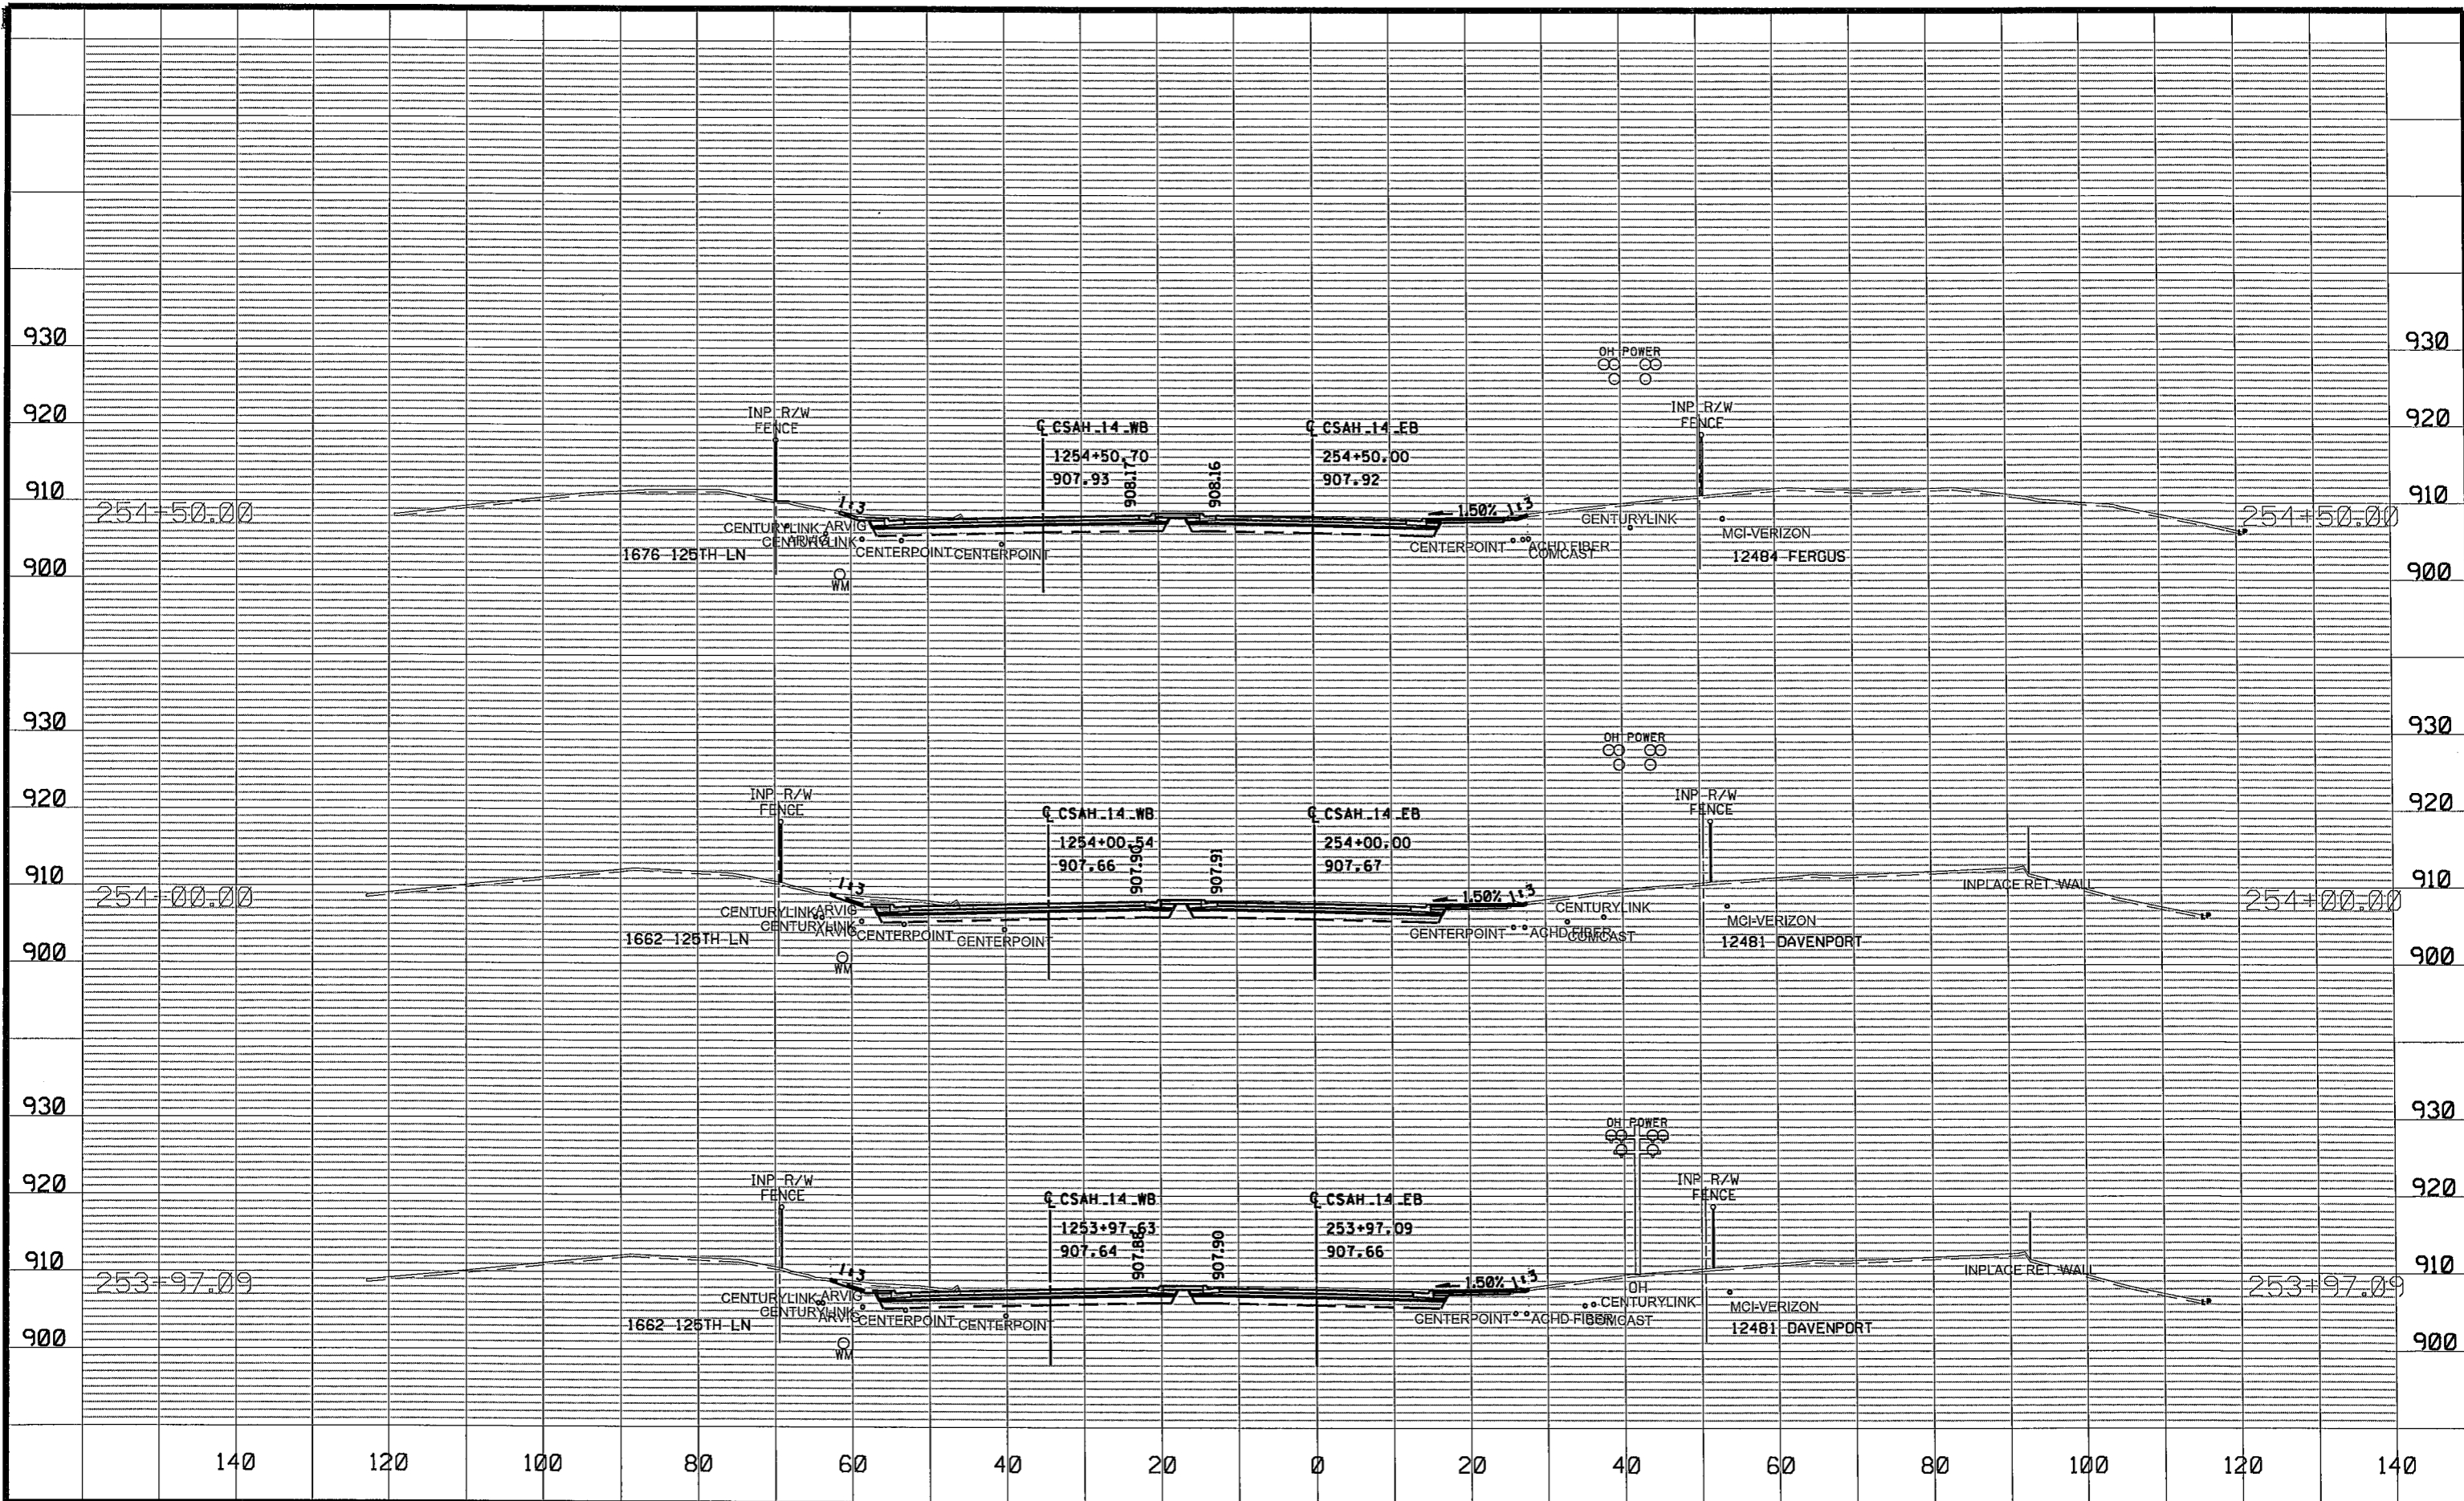 930 930
OH POWER
920 INP R/W INP R/W 920
FENCE FENCE
℄ CSAH 14 WB ℄ CSAH 14 EB
1254+50.70 254+50.00
907.93 907.92
908.17 908.16
910 910
254+50.00 254+50.00
1:3 1.50% 1:3
CENTURYLINK ARVIG CENTURYLINK
CENTURYLINK ARVIG CENTERPOINT CENTERPOINT CENTERPOINT ACHD FIBER MCI-VERIZON
COMCAST
1676 125TH LN 12484 FERGUS
900 900
WM
930 930
OH POWER
920 INP R/W INP R/W 920
FENCE FENCE
℄ CSAH 14 WB ℄ CSAH 14 EB
1254+00.54 254+00.00
907.66 907.67
907.90 907.91
910 910
254+00.00 254+00.00
1:3 1.50% 1:3 INPLACE RET. WALL
CENTURYLINK ARVIG CENTURYLINK
CENTURYLINK MCI-VERIZON
ARVIG CENTERPOINT CENTERPOINT CENTERPOINT ACHD FIBER COMCAST
1662 125TH LN 12481 DAVENPORT
900 900
WM
930 930
OH POWER
920 INP R/W INP R/W 920
FENCE FENCE
℄ CSAH 14 WB ℄ CSAH 14 EB
1253+97.63 253+97.09
907.64 907.66
907.88 907.90
910 910
253+97.09 253+97.09
1:3 1.50% 1:3 INPLACE RET. WALL
OH
CENTURYLINK ARVIG CENTURYLINK
CENTURYLINK MCI-VERIZON
ARVIG CENTERPOINT CENTERPOINT CENTERPOINT ACHD FIBER COMCAST
1662 125TH LN 12481 DAVENPORT
900 900
WM
140 120 100 80 60 40 20 0 20 40 60 80 100 120 140